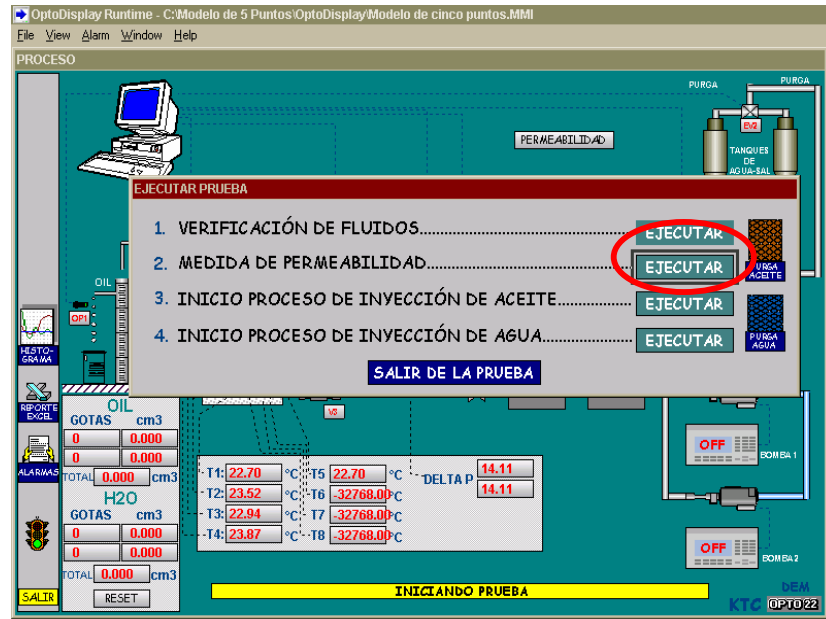 OptoDisplay Runtime - C:\Modelo de 5 Puntos\OptoDisplay\Modelo de cinco puntos.MMI
File View Alarm Window Help
PROCESO
PURGA
PURGA
EV2
PERMEABILIDAD
TANQUES
DE
AGUA-SAL
EJECUTAR PRUEBA
1. VERIFICACIÓN DE FLUIDOS................................................ EJECUTAR
2. MEDIDA DE PERMEABILIDAD.............................................. EJECUTAR
PURGA
ACEITE
3. INICIO PROCESO DE INYECCIÓN DE ACEITE................. EJECUTAR
4. INICIO PROCESO DE INYECCIÓN DE AGUA.................... EJECUTAR
PURGA
AGUA
SALIR DE LA PRUEBA
OIL
OP1
HISTO-
GRAMA
REPORTE
EXCEL
ALARMAS
SALIR
OIL
GOTAS cm3
0 0.000
0 0.000
TOTAL 0.000 cm3
H2O
GOTAS cm3
0 0.000
0 0.000
TOTAL 0.000 cm3
RESET
V3
T1: 22.70 °C T5 22.70 °C DELTA P 14.11
T2: 23.52 °C T6 -32768.00 °C 14.11
T3: 22.94 °C T7 -32768.00 °C
T4: 23.87 °C T8 -32768.00 °C
OFF
BOMBA 1
OFF
BOMBA 2
INICIANDO PRUEBA
DEM
KTC OPTO 22